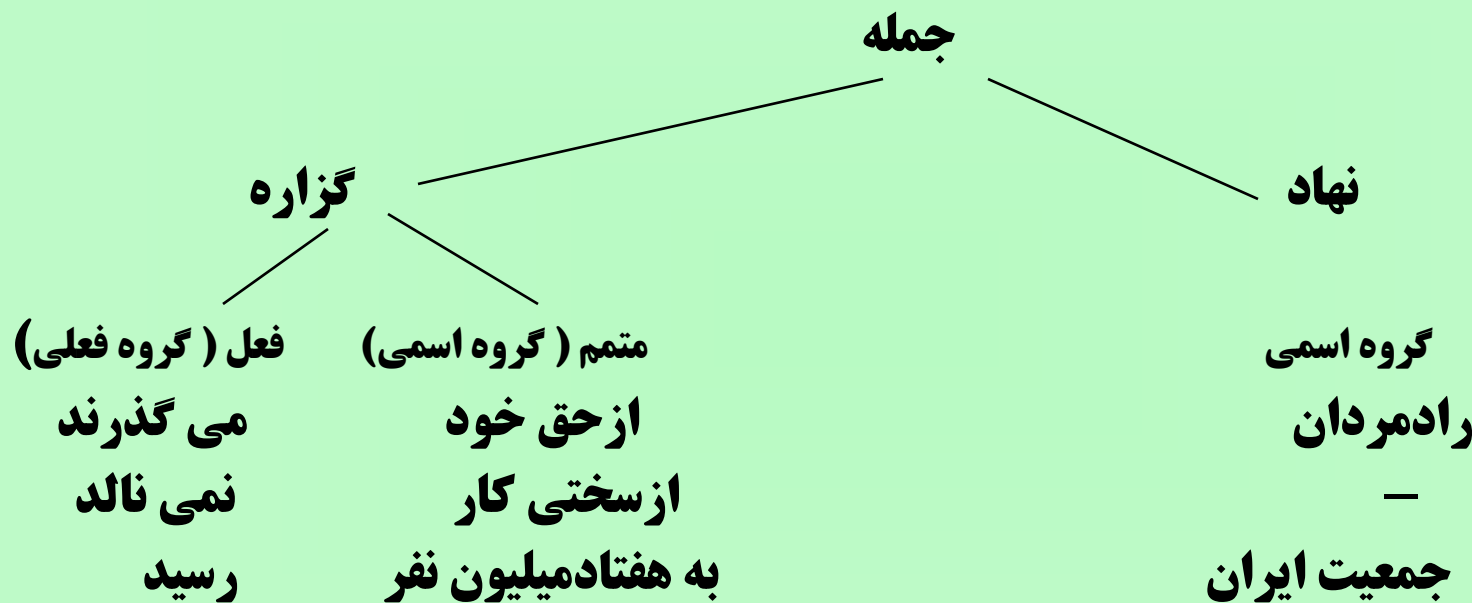 جمله
نهاد گزاره
گروه اسمی متمم ( گروه اسمی) فعل ( گروه فعلی)
رادمردان ازحق خود می گذرند
– ازسختی کار نمی نالد
جمعیت ایران به هفتادمیلیون نفر رسید